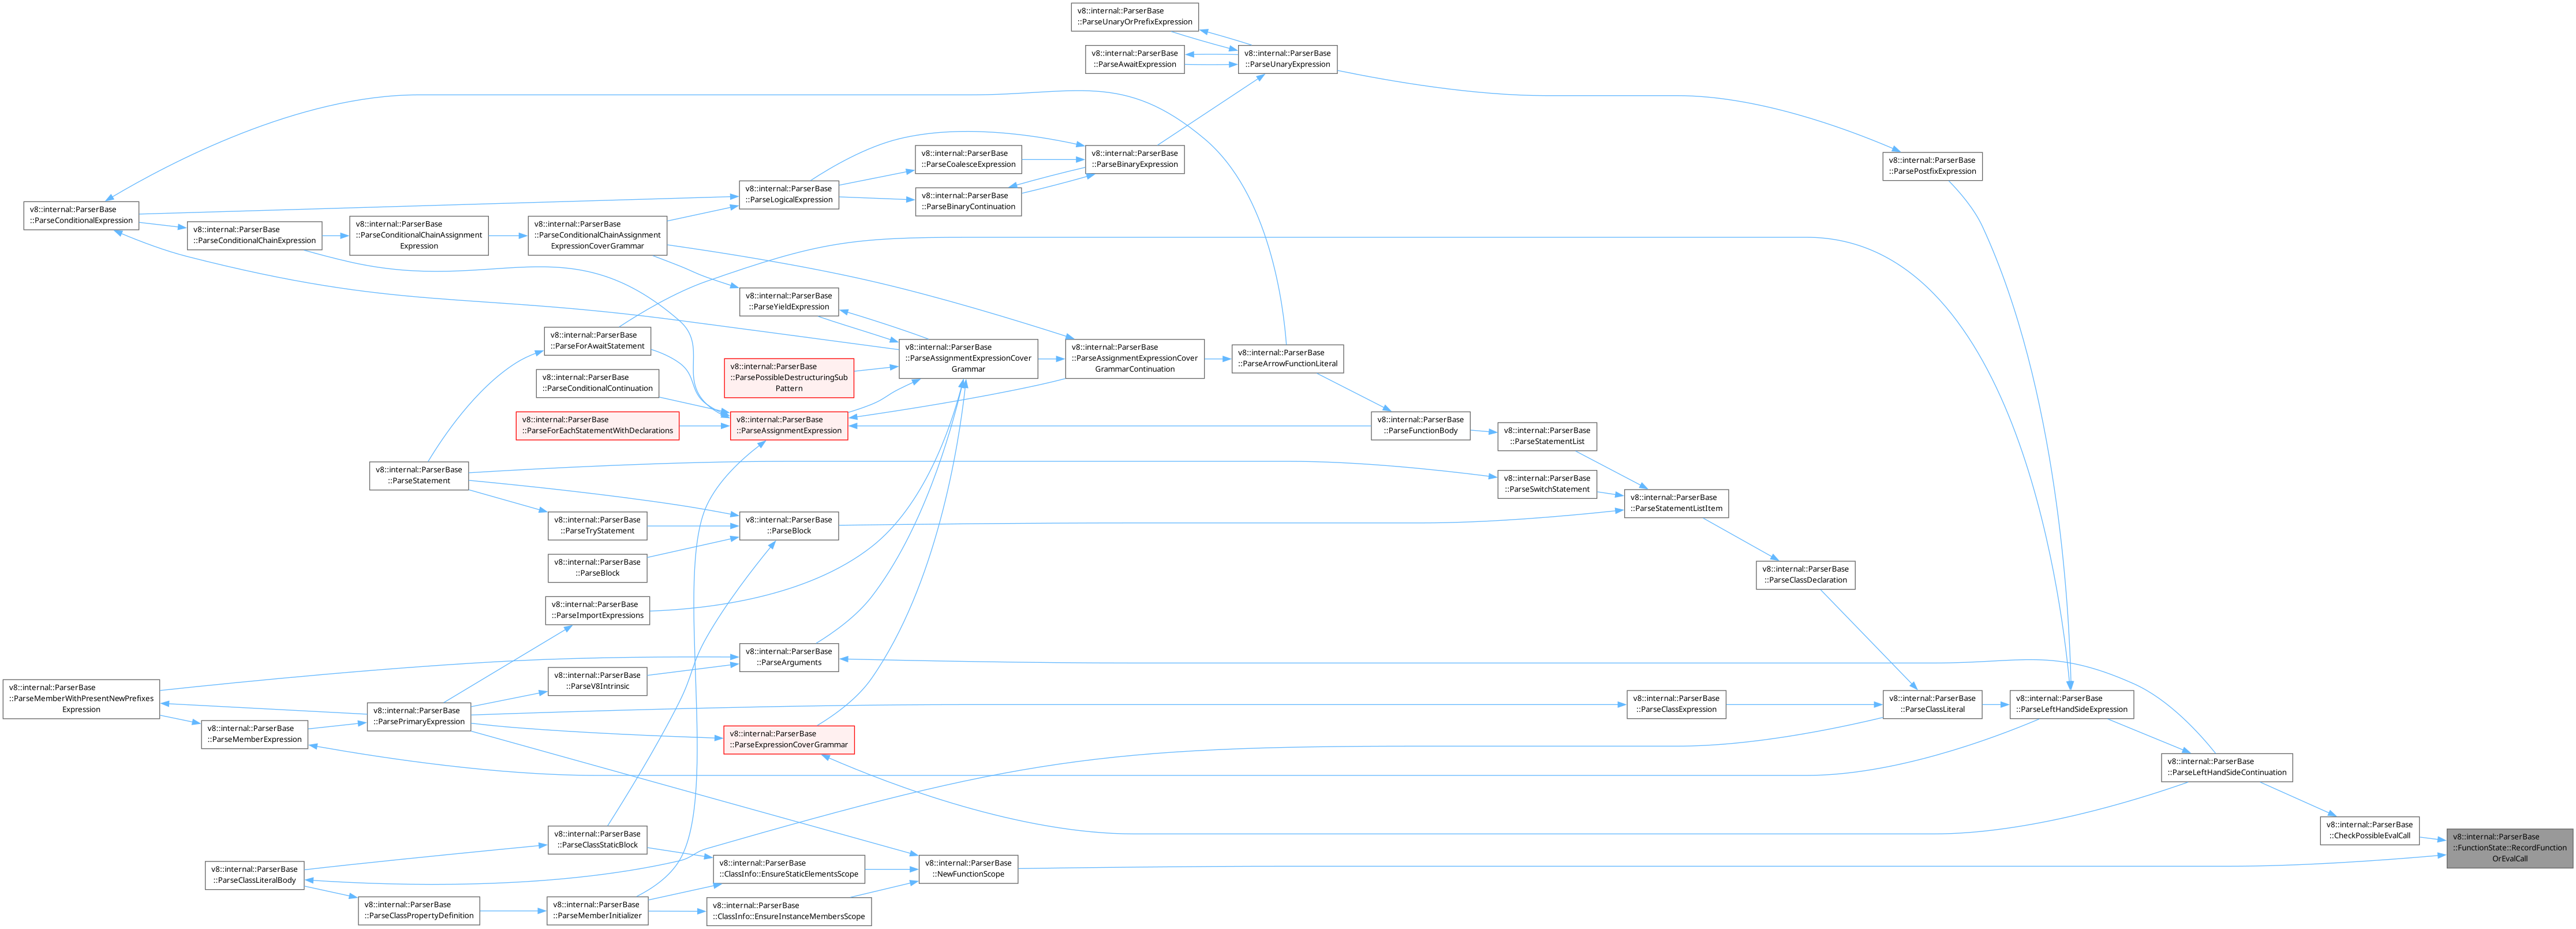 v8::internal::ParserBase
::ParseUnaryOrPrefixExpression
v8::internal::ParserBase
::ParseAwaitExpression
v8::internal::ParserBase
::ParseUnaryExpression
v8::internal::ParserBase
::ParseCoalesceExpression
v8::internal::ParserBase
::ParseBinaryExpression
v8::internal::ParserBase
::ParsePostfixExpression
v8::internal::ParserBase
::ParseLogicalExpression
v8::internal::ParserBase
::ParseBinaryContinuation
v8::internal::ParserBase
::ParseConditionalExpression
v8::internal::ParserBase
::ParseConditionalChainExpression
v8::internal::ParserBase
::ParseConditionalChainAssignment
Expression
v8::internal::ParserBase
::ParseConditionalChainAssignment
ExpressionCoverGrammar
v8::internal::ParserBase
::ParseYieldExpression
v8::internal::ParserBase
::ParseForAwaitStatement
v8::internal::ParserBase
::ParseAssignmentExpressionCover
Grammar
v8::internal::ParserBase
::ParseAssignmentExpressionCover
GrammarContinuation
v8::internal::ParserBase
::ParseArrowFunctionLiteral
v8::internal::ParserBase
::ParsePossibleDestructuringSub
Pattern
v8::internal::ParserBase
::ParseConditionalContinuation
v8::internal::ParserBase
::ParseForEachStatementWithDeclarations
v8::internal::ParserBase
::ParseAssignmentExpression
v8::internal::ParserBase
::ParseFunctionBody
v8::internal::ParserBase
::ParseStatementList
v8::internal::ParserBase
::ParseStatement
v8::internal::ParserBase
::ParseSwitchStatement
v8::internal::ParserBase
::ParseStatementListItem
v8::internal::ParserBase
::ParseTryStatement
v8::internal::ParserBase
::ParseBlock
v8::internal::ParserBase
::ParseBlock
v8::internal::ParserBase
::ParseClassDeclaration
v8::internal::ParserBase
::ParseImportExpressions
v8::internal::ParserBase
::ParseArguments
v8::internal::ParserBase
::ParseV8Intrinsic
v8::internal::ParserBase
::ParseMemberWithPresentNewPrefixes
Expression
v8::internal::ParserBase
::ParseMemberExpression
v8::internal::ParserBase
::ParsePrimaryExpression
v8::internal::ParserBase
::ParseExpressionCoverGrammar
v8::internal::ParserBase
::ParseClassExpression
v8::internal::ParserBase
::ParseClassLiteral
v8::internal::ParserBase
::ParseLeftHandSideExpression
v8::internal::ParserBase
::ParseLeftHandSideContinuation
v8::internal::ParserBase
::CheckPossibleEvalCall
v8::internal::ParserBase
::FunctionState::RecordFunction
OrEvalCall
v8::internal::ParserBase
::ParseClassStaticBlock
v8::internal::ParserBase
::ParseClassLiteralBody
v8::internal::ParserBase
::ClassInfo::EnsureStaticElementsScope
v8::internal::ParserBase
::NewFunctionScope
v8::internal::ParserBase
::ParseClassPropertyDefinition
v8::internal::ParserBase
::ParseMemberInitializer
v8::internal::ParserBase
::ClassInfo::EnsureInstanceMembersScope